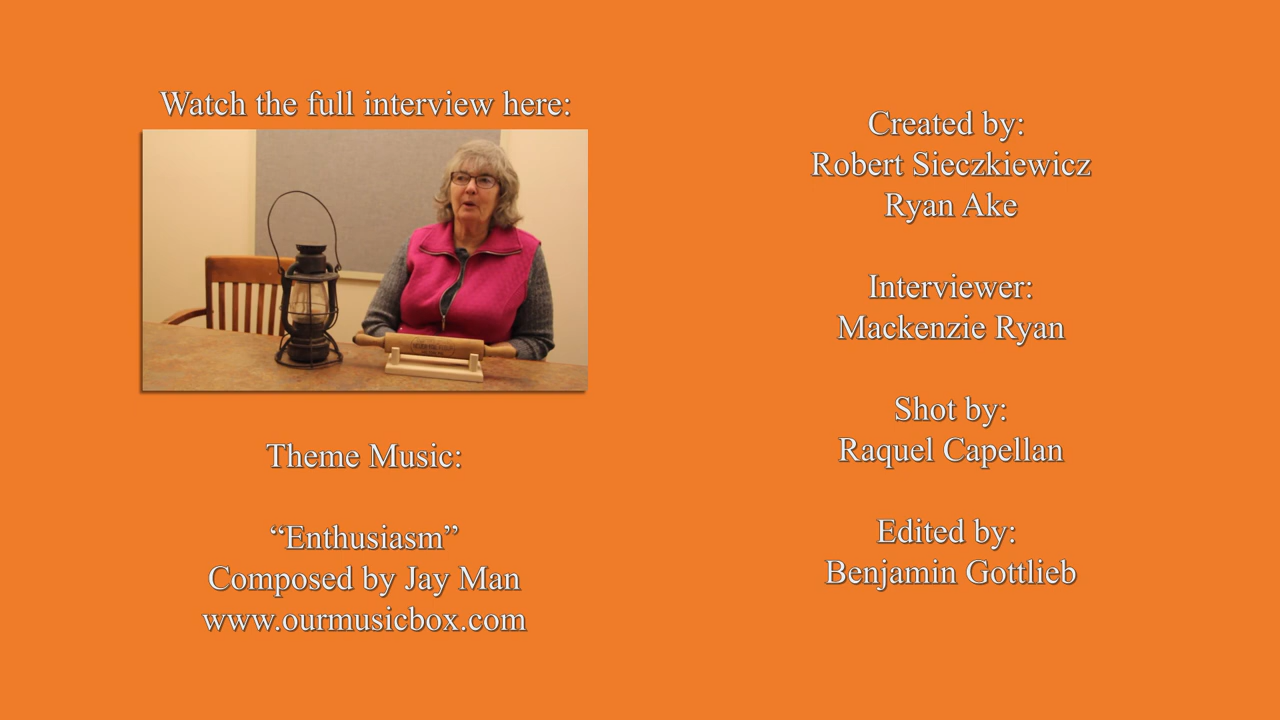 Watch the full interview here:
Theme Music:
“Enthusiasm”
Composed by Jay Man
www.ourmusicbox.com
Created by:
Robert Sieczkiewicz
Ryan Ake
Interviewer:
Mackenzie Ryan
Shot by:
Raquel Capellan
Edited by:
Benjamin Gottlieb